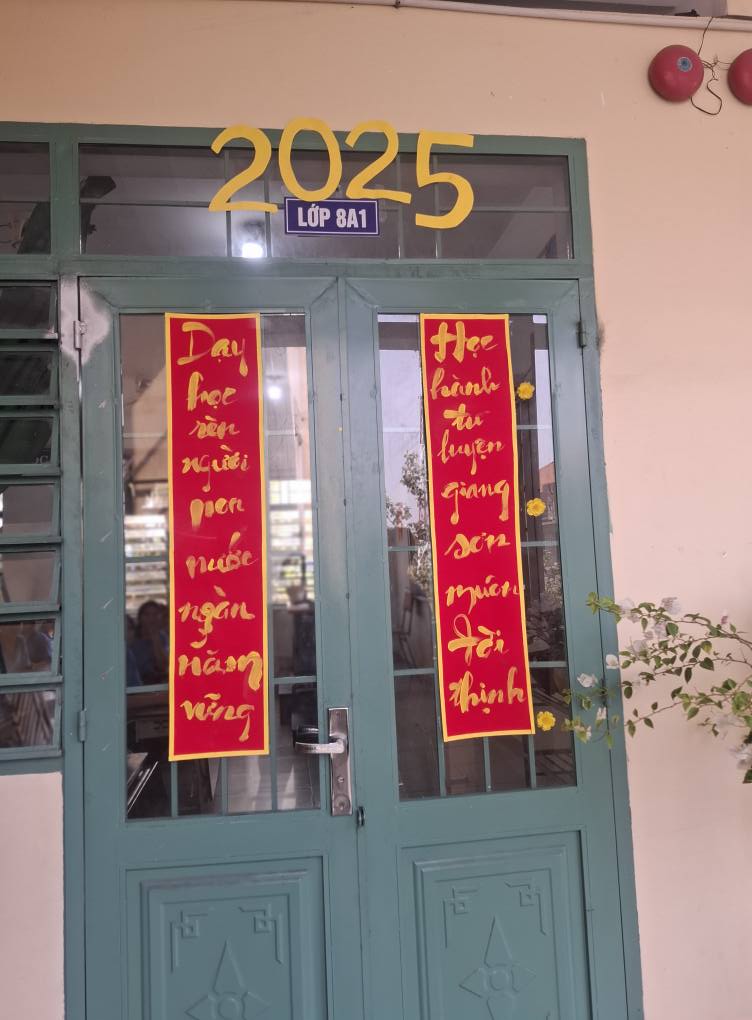 2025
LỚP 8A1
Dạy
học
rèn
người
non
nước
ngàn
năm
vững
Học
hành
tu
luyện
giang
sơn
muôn
đời
thịnh